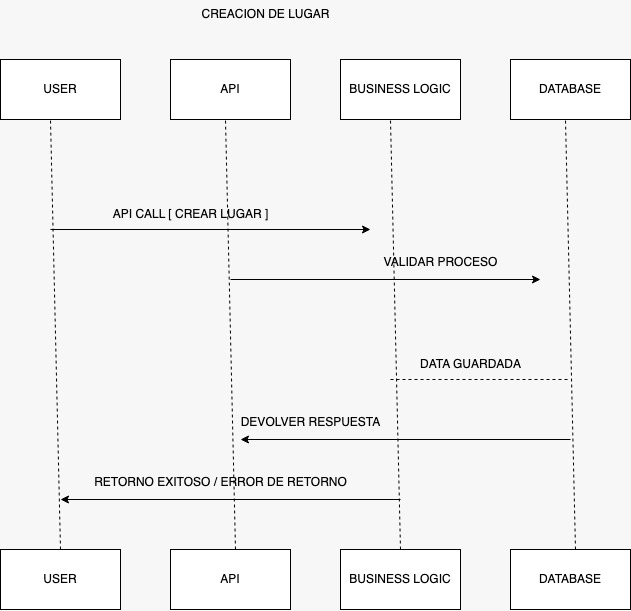 CREACION DE LUGAR
USER
API
BUSINESS LOGIC
DATABASE
API CALL [ CREAR LUGAR ]
VALIDAR PROCESO
DATA GUARDADA
DEVOLVER RESPUESTA
RETORNO EXITOSO / ERROR DE RETORNO
USER
API
BUSINESS LOGIC
DATABASE